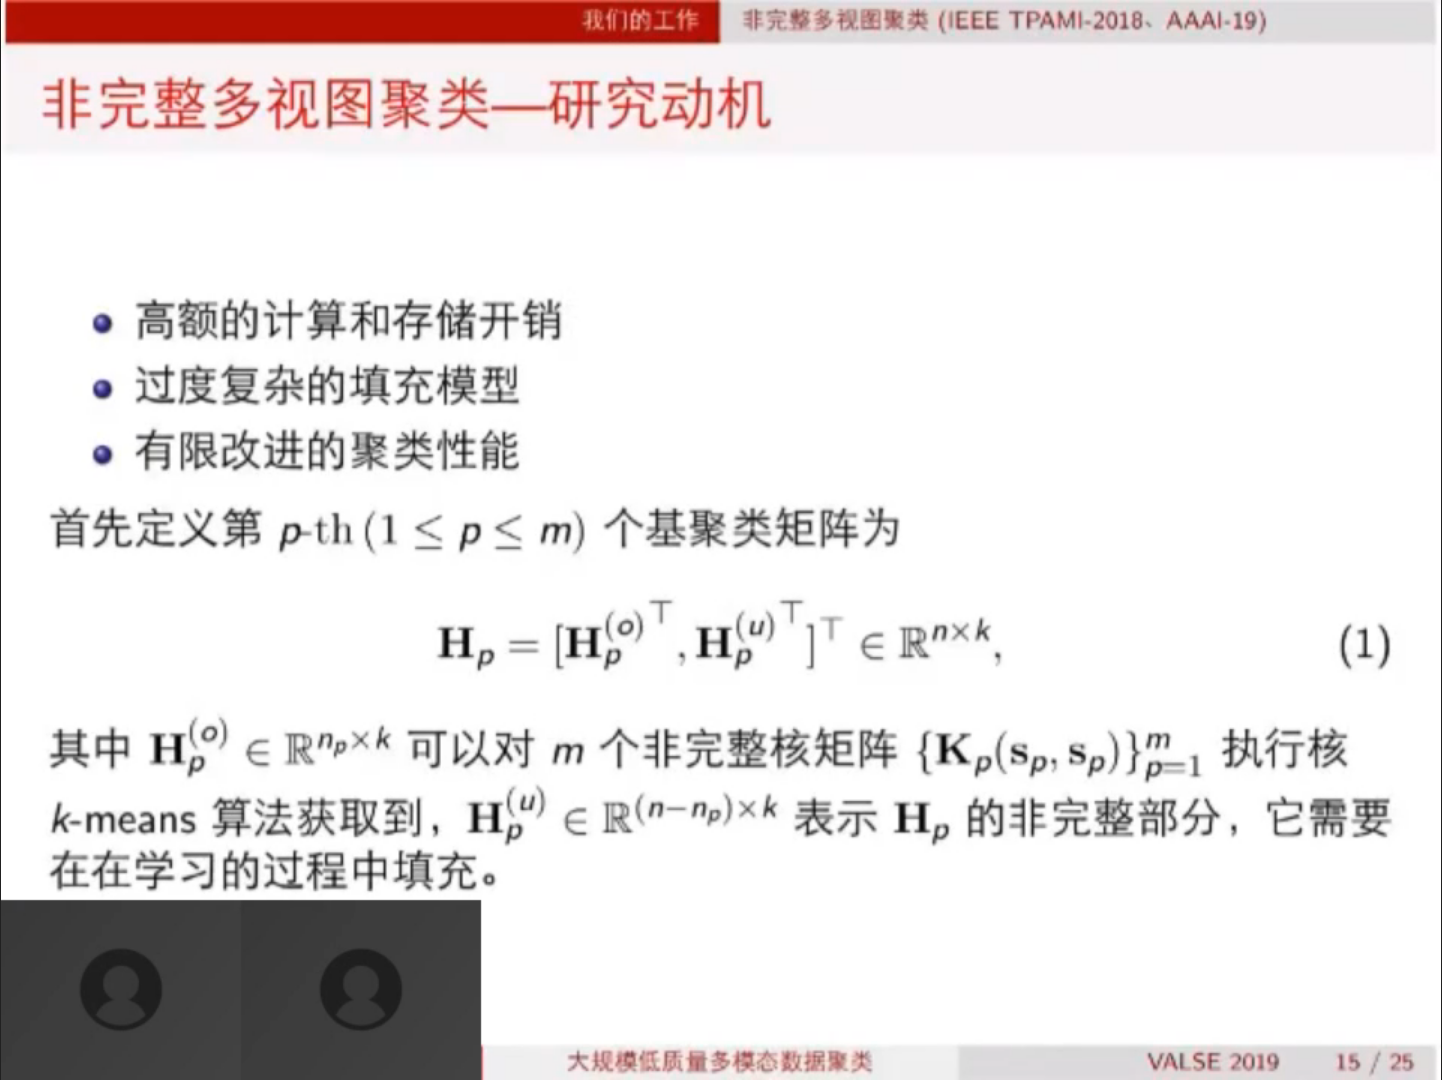 我们的工作 非完整多视图聚类 (IEEE TPAMI-2018、AAAI-19)
非完整多视图聚类—研究动机
高额的计算和存储开销
过度复杂的填充模型
有限改进的聚类性能
首先定义第 p-th (1 ≤ p ≤ m) 个基聚类矩阵为
H_p = [H_p^{(o)⊤}, H_p^{(u)⊤}]^⊤ ∈ ℝ^{n×k}, (1)
其中 H_p^{(o)} ∈ ℝ^{n_p×k} 可以对 m 个非完整核矩阵 {K_p(s_p, s_p)}_{p=1}^m 执行核
k-means 算法获取到，H_p^{(u)} ∈ ℝ^{(n−n_p)×k} 表示 H_p 的非完整部分，它需要
在在学习的过程中填充。
大规模低质量多模态数据聚类 VALSE 2019 15 / 25